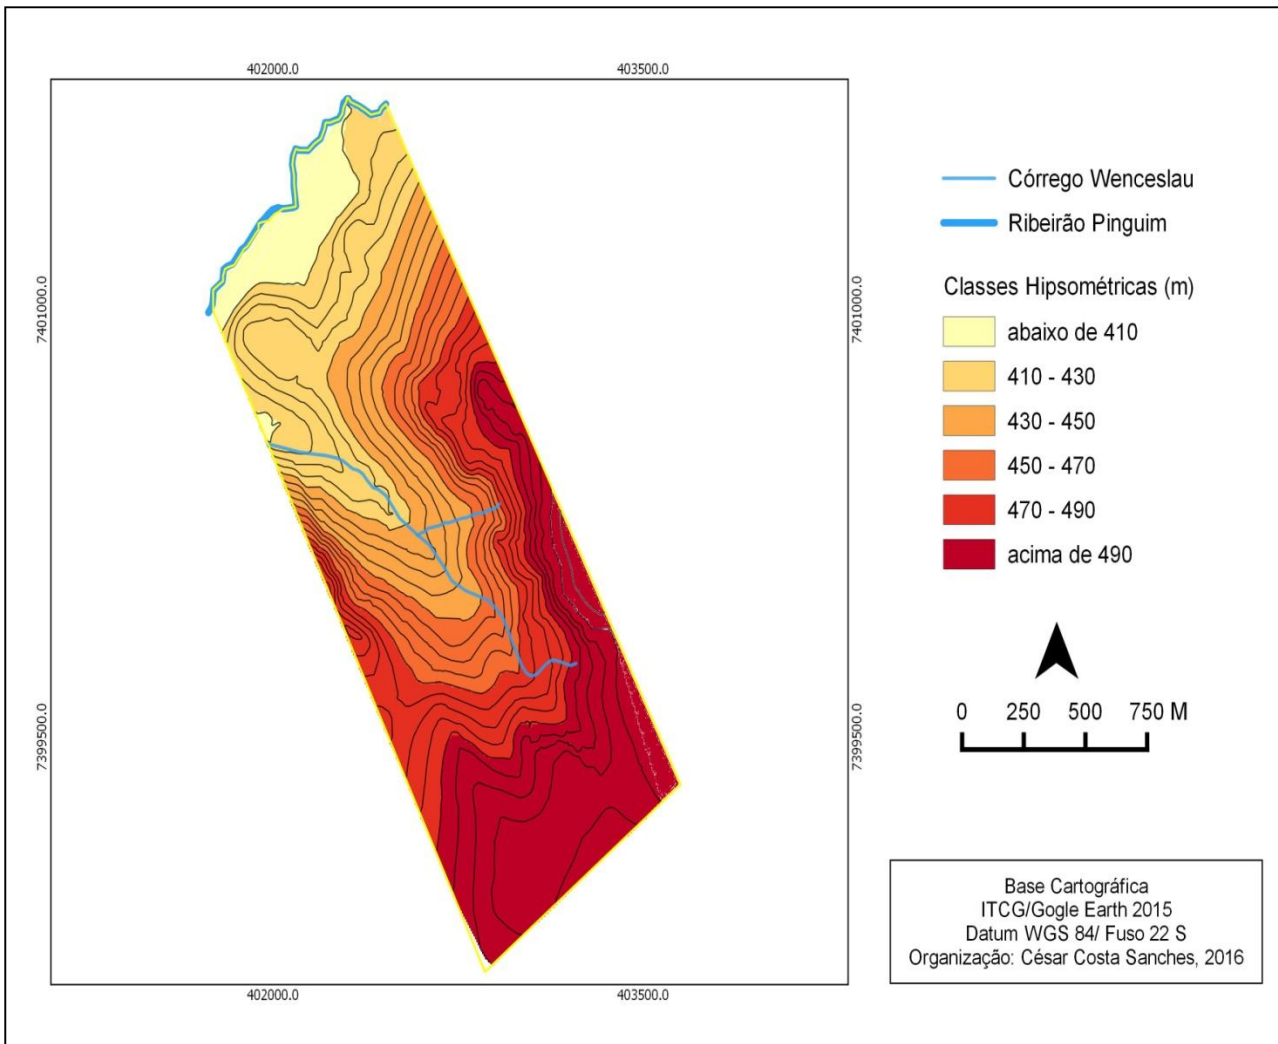 402000.0
403500.0
7401000.0
7401000.0
7399500.0
7399500.0
402000.0
403500.0
Córrego Wenceslau
Ribeirão Pinguim
Classes Hipsométricas (m)
abaixo de 410
410 - 430
430 - 450
450 - 470
470 - 490
acima de 490
0 250 500 750 M
Base Cartográfica
ITCG/Gogle Earth 2015
Datum WGS 84/ Fuso 22 S
Organização: César Costa Sanches, 2016